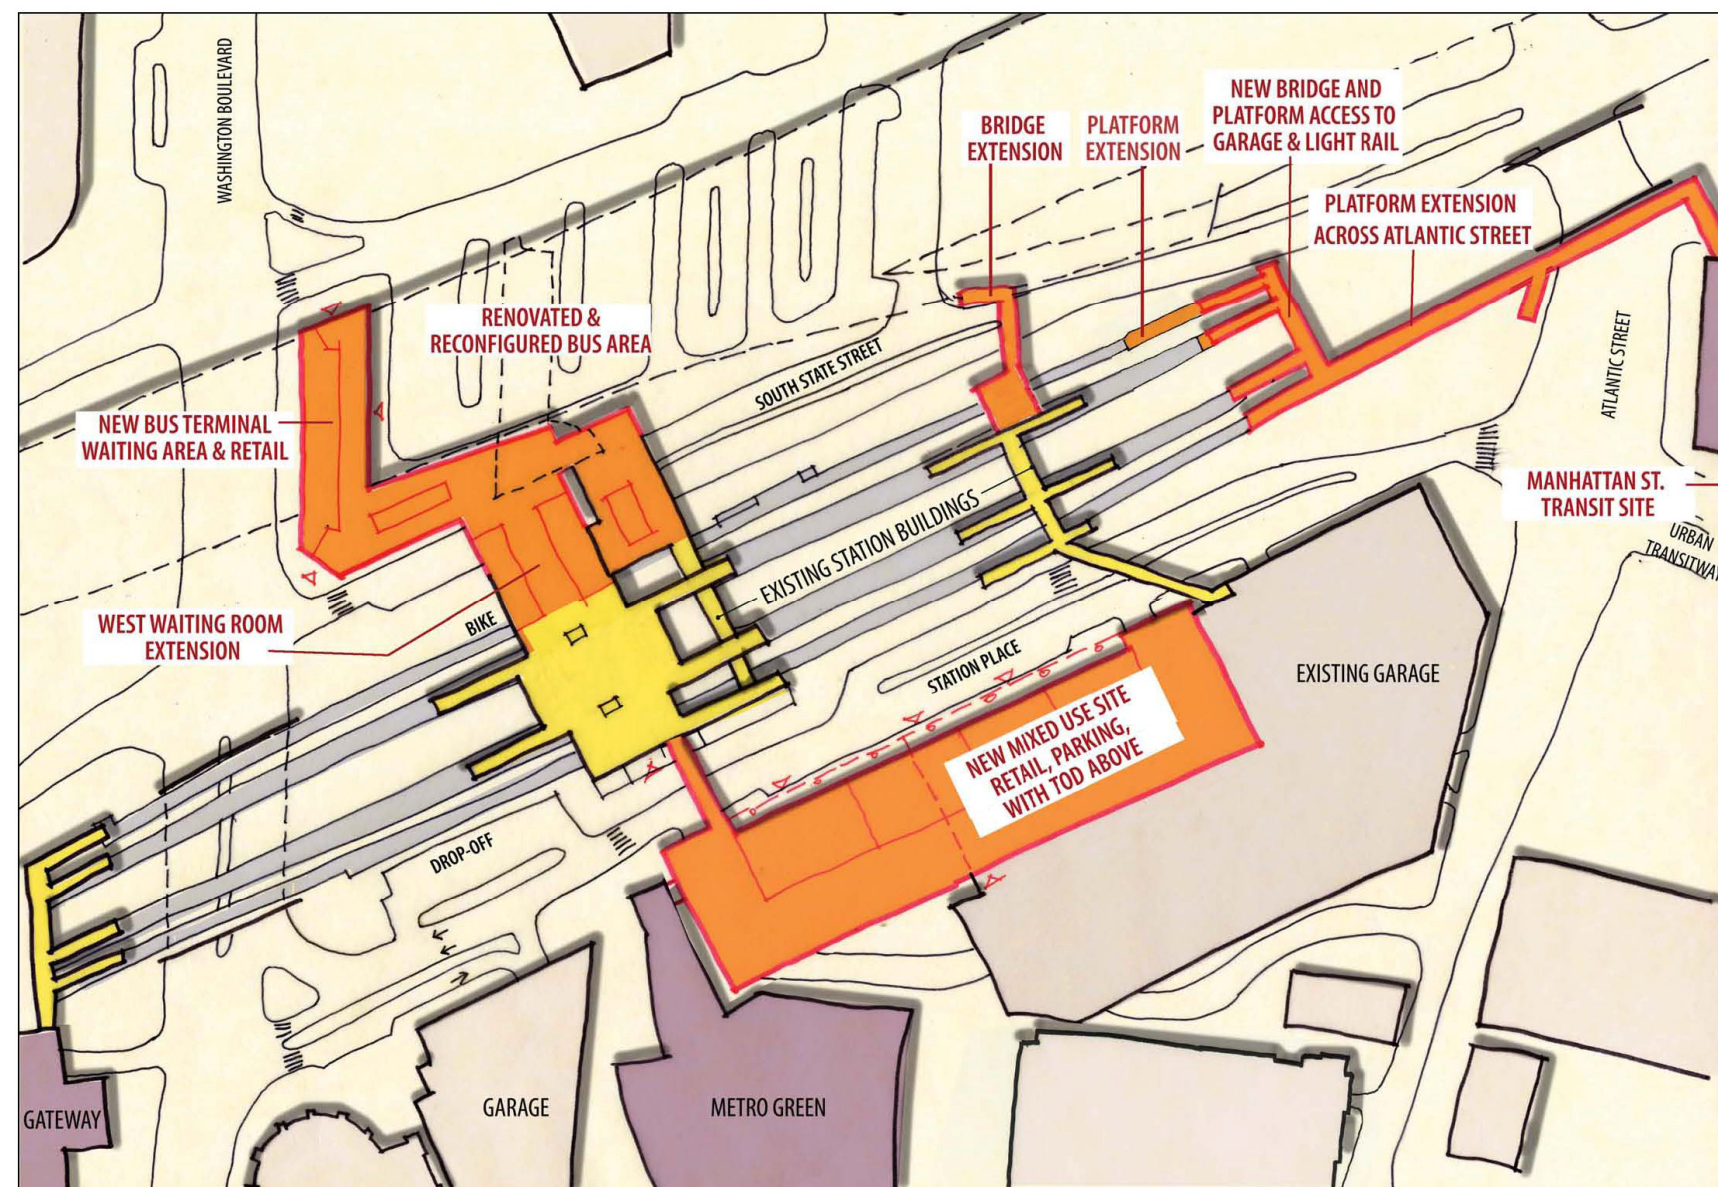 WASHINGTON BOULEVARD
NEW BRIDGE AND
PLATFORM ACCESS TO
GARAGE & LIGHT RAIL
BRIDGE
EXTENSION
PLATFORM
EXTENSION
PLATFORM EXTENSION
ACROSS ATLANTIC STREET
RENOVATED &
RECONFIGURED BUS AREA
SOUTH STATE STREET
ATLANTIC STREET
NEW BUS TERMINAL
WAITING AREA & RETAIL
MANHATTAN ST.
TRANSIT SITE
URBAN
TRANSITWAY
EXISTING STATION BUILDINGS
WEST WAITING ROOM
EXTENSION
BIKE
STATION PLACE
EXISTING GARAGE
NEW MIXED USE SITE
RETAIL, PARKING,
WITH TOD ABOVE
DROP-OFF
GATEWAY
GARAGE
METRO GREEN